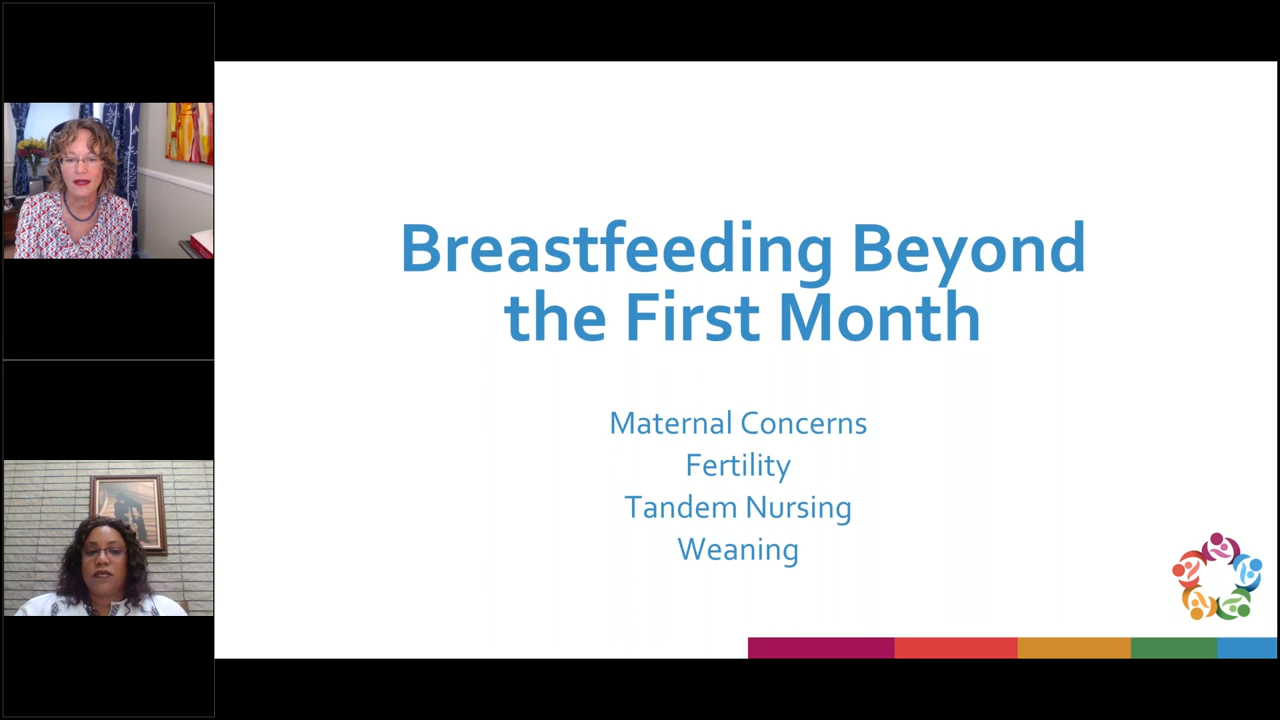 Breastfeeding Beyond
the First Month
Maternal Concerns
Fertility
Tandem Nursing
Weaning